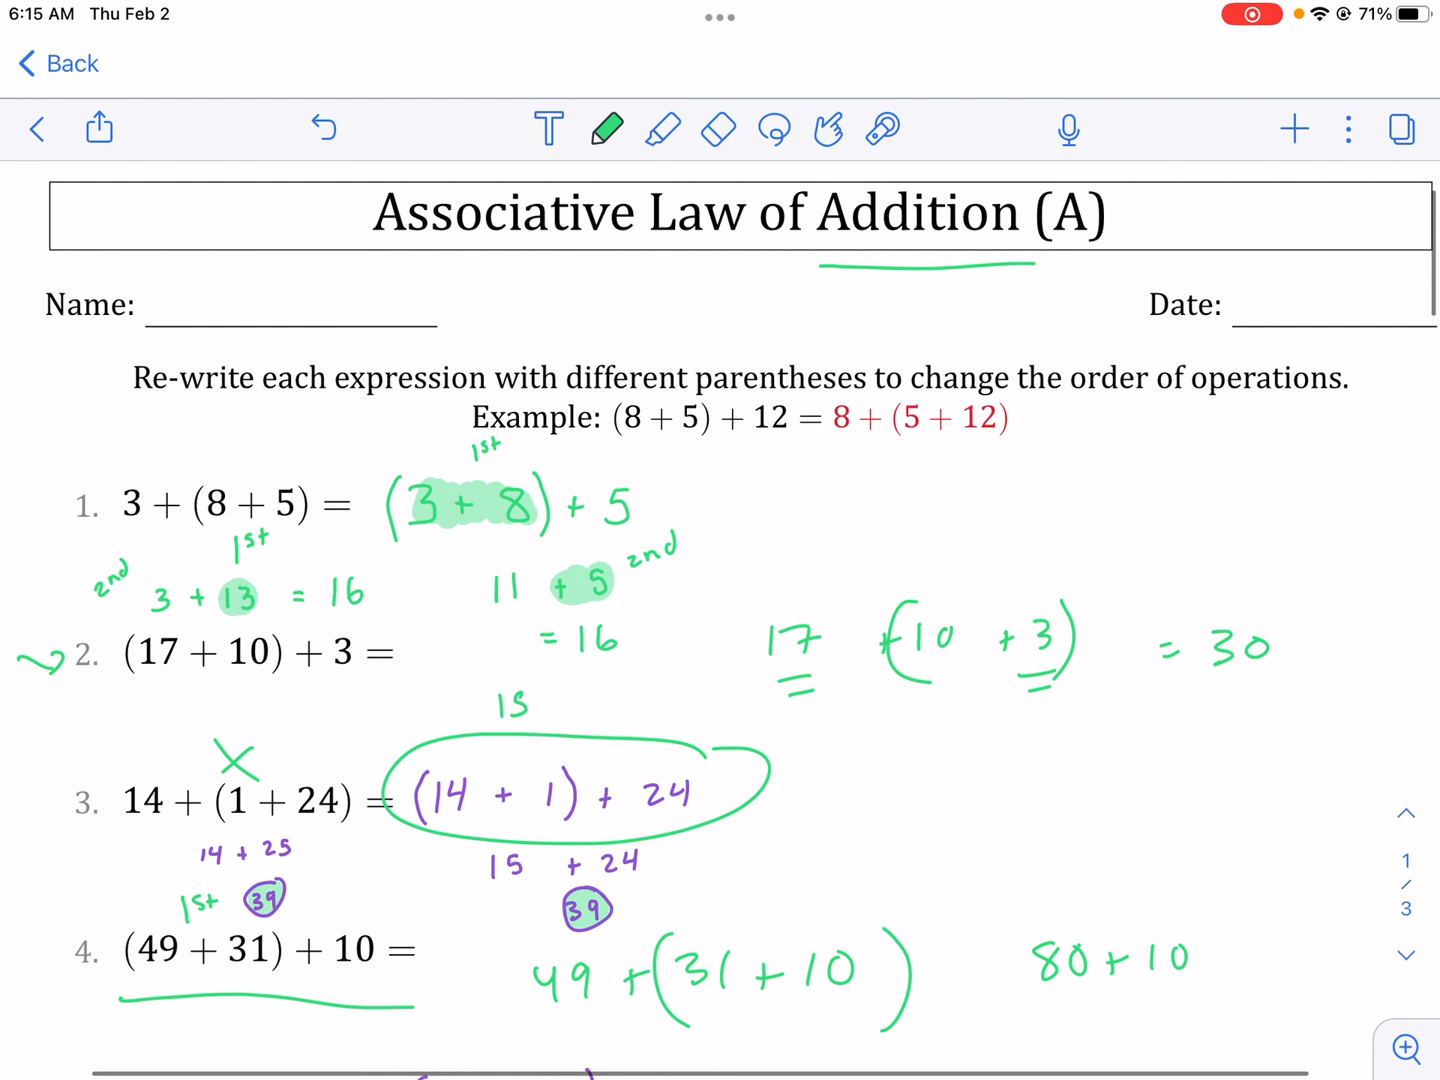 6:15 AM Thu Feb 2
71%
Back
Associative Law of Addition (A)
Name:
Date:
Re-write each expression with different parentheses to change the order of operations.
Example: (8 + 5) + 12 = 8 + (5 + 12)
1st
1. 3 + (8 + 5) = (3 + 8) + 5
1st
2nd
2nd 3 + 13 = 16
11 + 5
= 16
2. (17 + 10) + 3 =
17 + (10 + 3) = 30
15
3. 14 + (1 + 24) = (14 + 1) + 24
14 + 25
15 + 24
1st 39
39
4. (49 + 31) + 10 =
49 + (31 + 10)
80 + 10
1
/
3